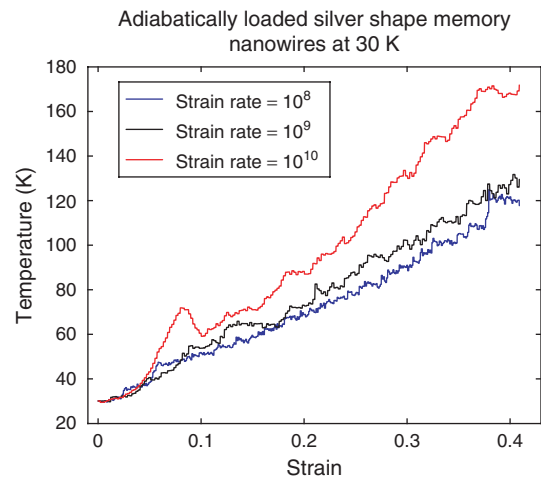 Adiabatically loaded silver shape memory
nanowires at 30 K
180
160
140
120
100
80
60
40
20
Temperature (K)
Strain rate = 10⁸
Strain rate = 10⁹
Strain rate = 10¹⁰
0
0.1
0.2
0.3
0.4
Strain